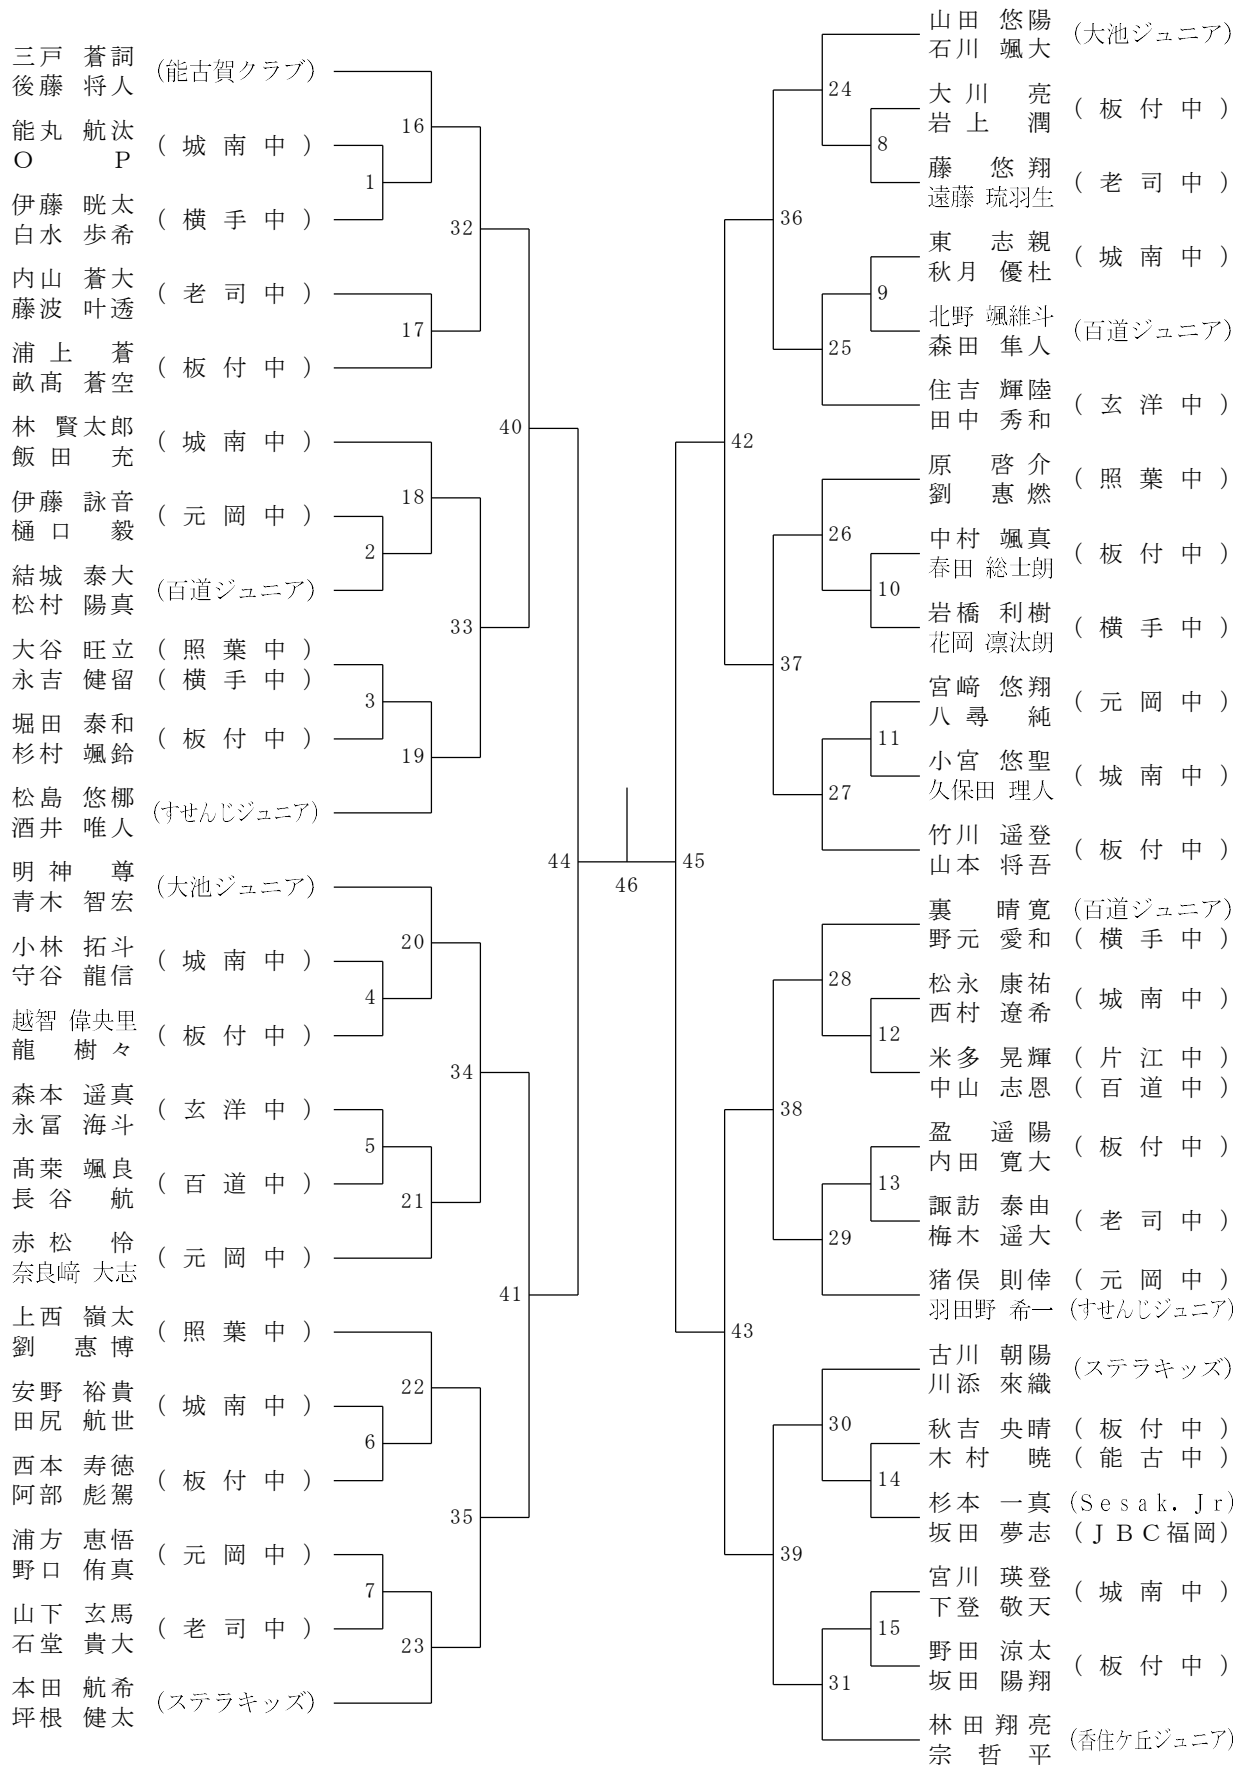 三戸 蒼詞
後藤 将人 (能古賀クラブ)
16
能丸 航汰
O P (城南中)
1
伊藤 晄太
白水 歩希 (横手中)
32
内山 蒼大
藤波 叶透 (老司中)
17
浦上 蒼
畝髙 蒼空 (板付中)
40
林 賢太郎
飯田 充 (城南中)
18
伊藤 詠音
樋口 毅 (元岡中)
2
結城 泰大
松村 陽真 (百道ジュニア)
33
大谷 旺立 (照葉中)
永吉 健留 (横手中)
3
堀田 泰和
杉村 颯鈴 (板付中)
19
松島 悠梛
酒井 唯人 (すせんじジュニア)
44
明神 尊
青木 智宏 (大池ジュニア)
20
小林 拓斗
守谷 龍信 (城南中)
4
越智 偉央里
龍 樹々 (板付中)
34
森本 遥真
永冨 海斗 (玄洋中)
5
髙桒 颯良
長谷 航 (百道中)
21
赤松 怜
奈良﨑 大志 (元岡中)
41
上西 嶺太
劉 惠博 (照葉中)
22
安野 裕貴
田尻 航世 (城南中)
6
西本 寿徳
阿部 彪駕 (板付中)
35
浦方 恵悟
野口 侑真 (元岡中)
7
山下 玄馬
石堂 貴大 (老司中)
23
本田 航希
坪根 健太 (ステラキッズ)
46
山田 悠陽
石川 颯大 (大池ジュニア)
24
大川 亮
岩上 潤 (板付中)
8
藤 悠翔
遠藤 琉羽生 (老司中)
36
東 志親
秋月 優杜 (城南中)
9
北野 颯維斗
森田 隼人 (百道ジュニア)
25
住吉 輝陸
田中 秀和 (玄洋中)
42
原 啓介
劉 惠燃 (照葉中)
26
中村 颯真
春田 総士朗 (板付中)
10
岩橋 利樹
花岡 凛汰朗 (横手中)
37
宮﨑 悠翔
八尋 純 (元岡中)
11
小宮 悠聖
久保田 理人 (城南中)
27
竹川 遥登
山本 将吾 (板付中)
45
裏 晴寛 (百道ジュニア)
野元 愛和 (横手中)
28
松永 康祐
西村 遼希 (城南中)
12
米多 晃輝 (片江中)
中山 志恩 (百道中)
38
盈 遥陽
内田 寛大 (板付中)
13
諏訪 泰由
梅木 遥大 (老司中)
29
猪俣 則倖 (元岡中)
羽田野 希一 (すせんじジュニア)
43
古川 朝陽
川添 來織 (ステラキッズ)
30
秋吉 央晴 (板付中)
木村 暁 (能古中)
14
杉本 一真 (Sesak. Jr)
坂田 夢志 (ＪＢＣ福岡)
39
宮川 瑛登
下登 敬天 (城南中)
15
野田 涼太
坂田 陽翔 (板付中)
31
林田翔亮
宗 哲平 (香住ケ丘ジュニア)